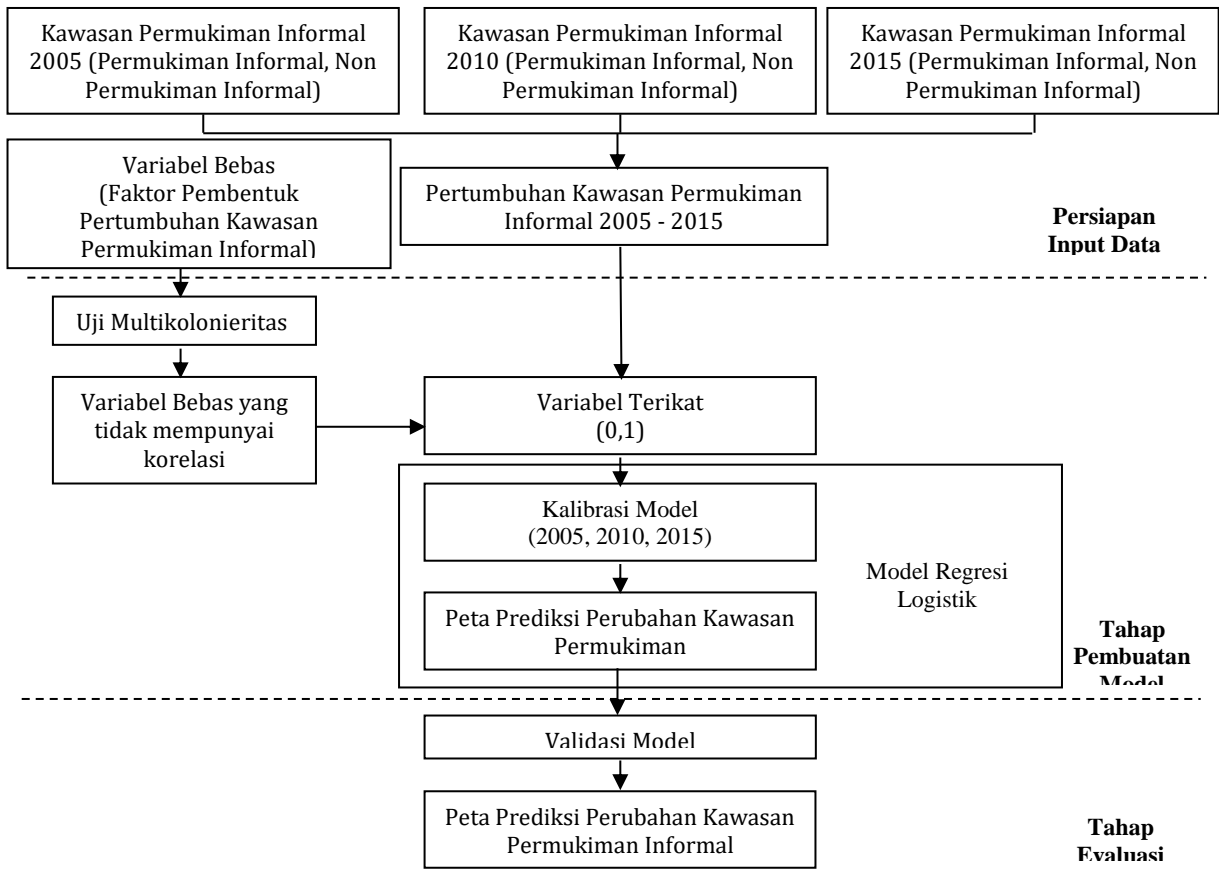 Kawasan Permukiman Informal
2005 (Permukiman Informal, Non
Permukiman Informal)
Kawasan Permukiman Informal
2010 (Permukiman Informal, Non
Permukiman Informal)
Kawasan Permukiman Informal
2015 (Permukiman Informal, Non
Permukiman Informal)
Variabel Bebas
(Faktor Pembentuk
Pertumbuhan Kawasan
Permukiman Informal)
Pertumbuhan Kawasan Permukiman
Informal 2005 - 2015
Persiapan
Input Data
Uji Multikolonieritas
Variabel Bebas yang
tidak mempunyai
korelasi
Variabel Terikat
(0,1)
Kalibrasi Model
(2005, 2010, 2015)
Model Regresi
Logistik
Peta Prediksi Perubahan Kawasan
Permukiman
Tahap
Pembuatan
Model
Validasi Model
Peta Prediksi Perubahan Kawasan
Permukiman Informal
Tahap
Evaluasi